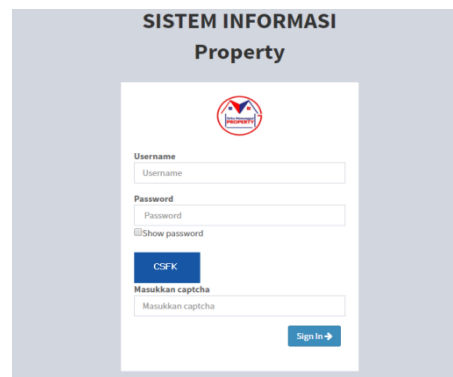 SISTEM INFORMASI
Property
PROPERTY
Username
Username
Password
Password
Show password
CSFK
Masukkan captcha
Masukkan captcha
Sign In